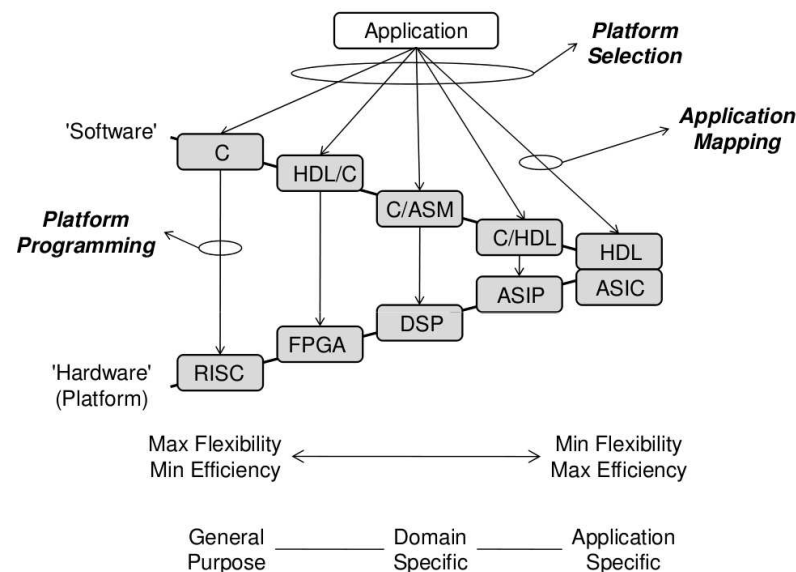 Application
Platform
Selection
Application
Mapping
'Software'
C
HDL/C
C/ASM
C/HDL
HDL
Platform
Programming
ASIP
ASIC
DSP
FPGA
RISC
'Hardware'
(Platform)
Max Flexibility
Min Efficiency
Min Flexibility
Max Efficiency
General
Purpose
Domain
Specific
Application
Specific